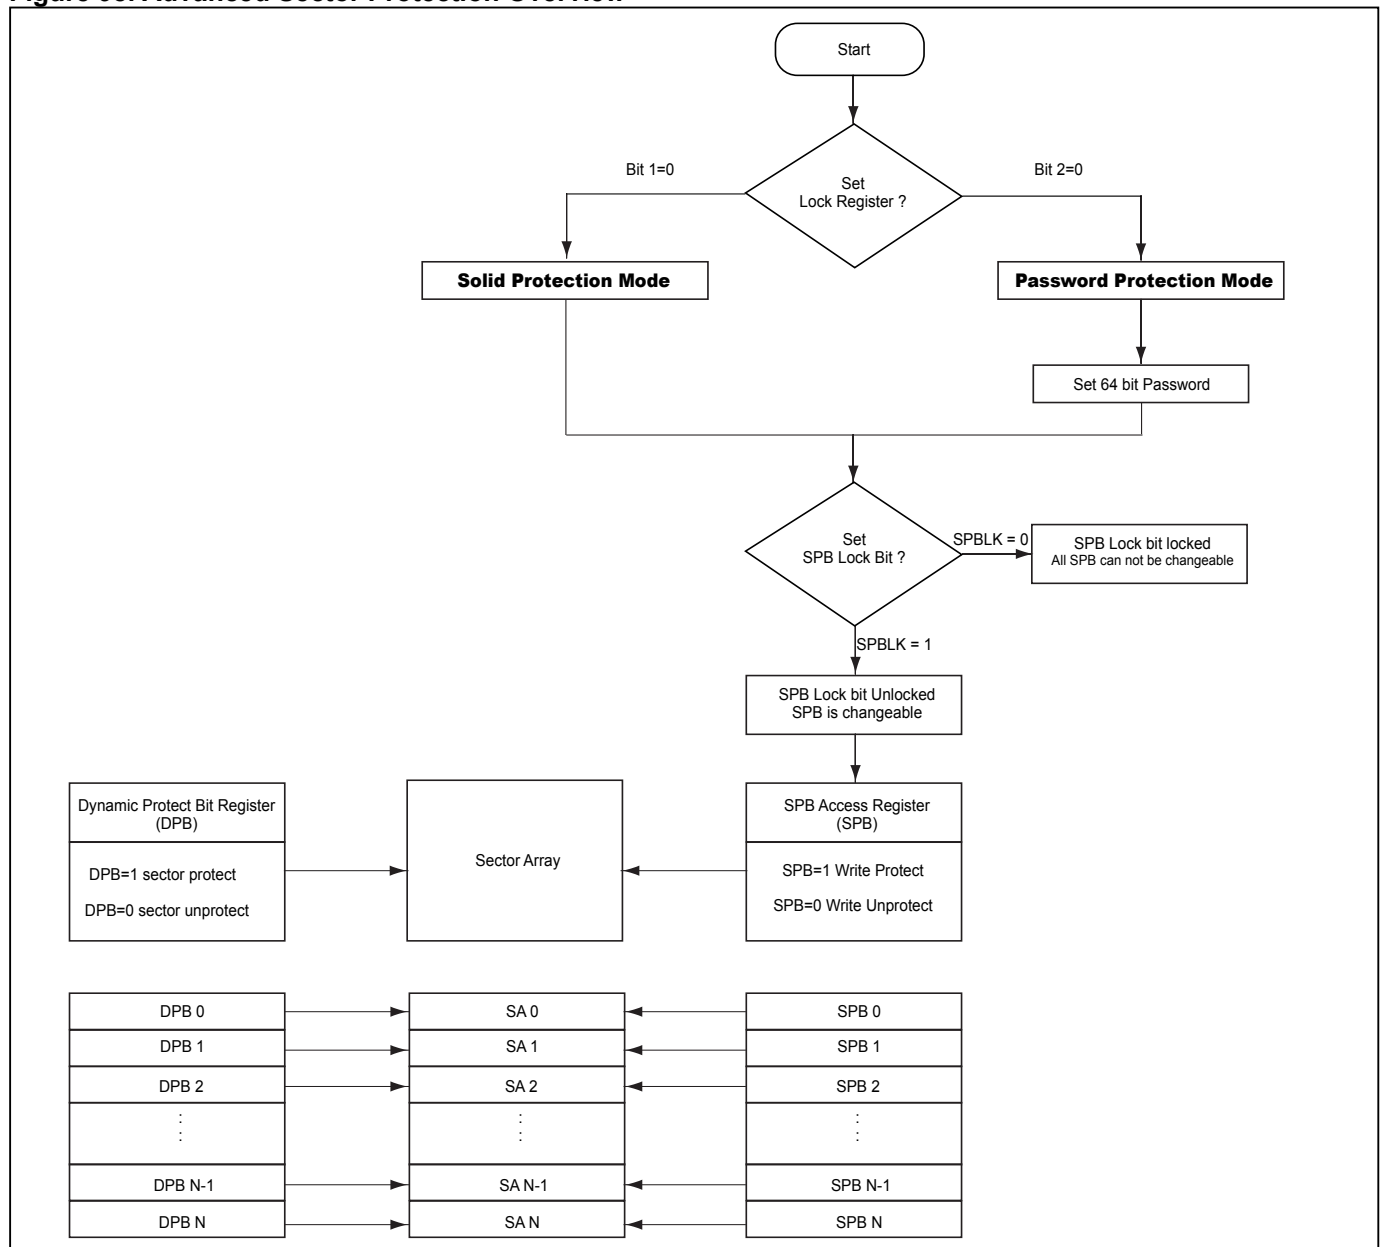 Start
Set
Lock Register ?
Bit 1=0
Bit 2=0
Solid Protection Mode
Password Protection Mode
Set 64 bit Password
Set
SPB Lock Bit ?
SPBLK = 0
SPB Lock bit locked
All SPB can not be changeable
SPBLK = 1
SPB Lock bit Unlocked
SPB is changeable
Dynamic Protect Bit Register
(DPB)
DPB=1 sector protect
DPB=0 sector unprotect
Sector Array
SPB Access Register
(SPB)
SPB=1 Write Protect
SPB=0 Write Unprotect
DPB 0
SA 0
SPB 0
DPB 1
SA 1
SPB 1
DPB 2
SA 2
SPB 2
DPB N-1
SA N-1
SPB N-1
DPB N
SA N
SPB N